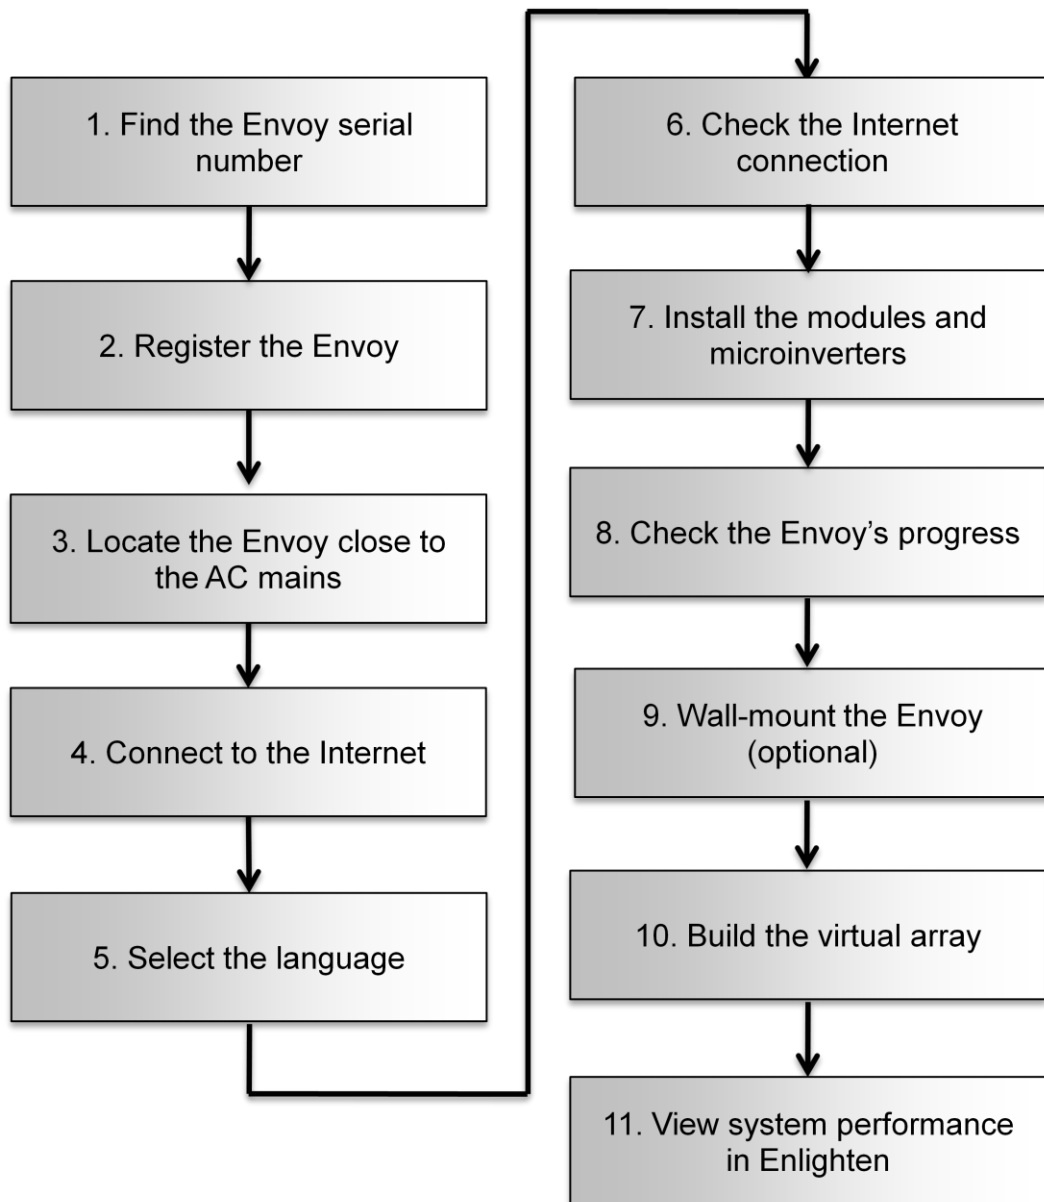 1. Find the Envoy serial
number
2. Register the Envoy
3. Locate the Envoy close to
the AC mains
4. Connect to the Internet
5. Select the language
6. Check the Internet
connection
7. Install the modules and
microinverters
8. Check the Envoy’s progress
9. Wall-mount the Envoy
(optional)
10. Build the virtual array
11. View system performance
in Enlighten